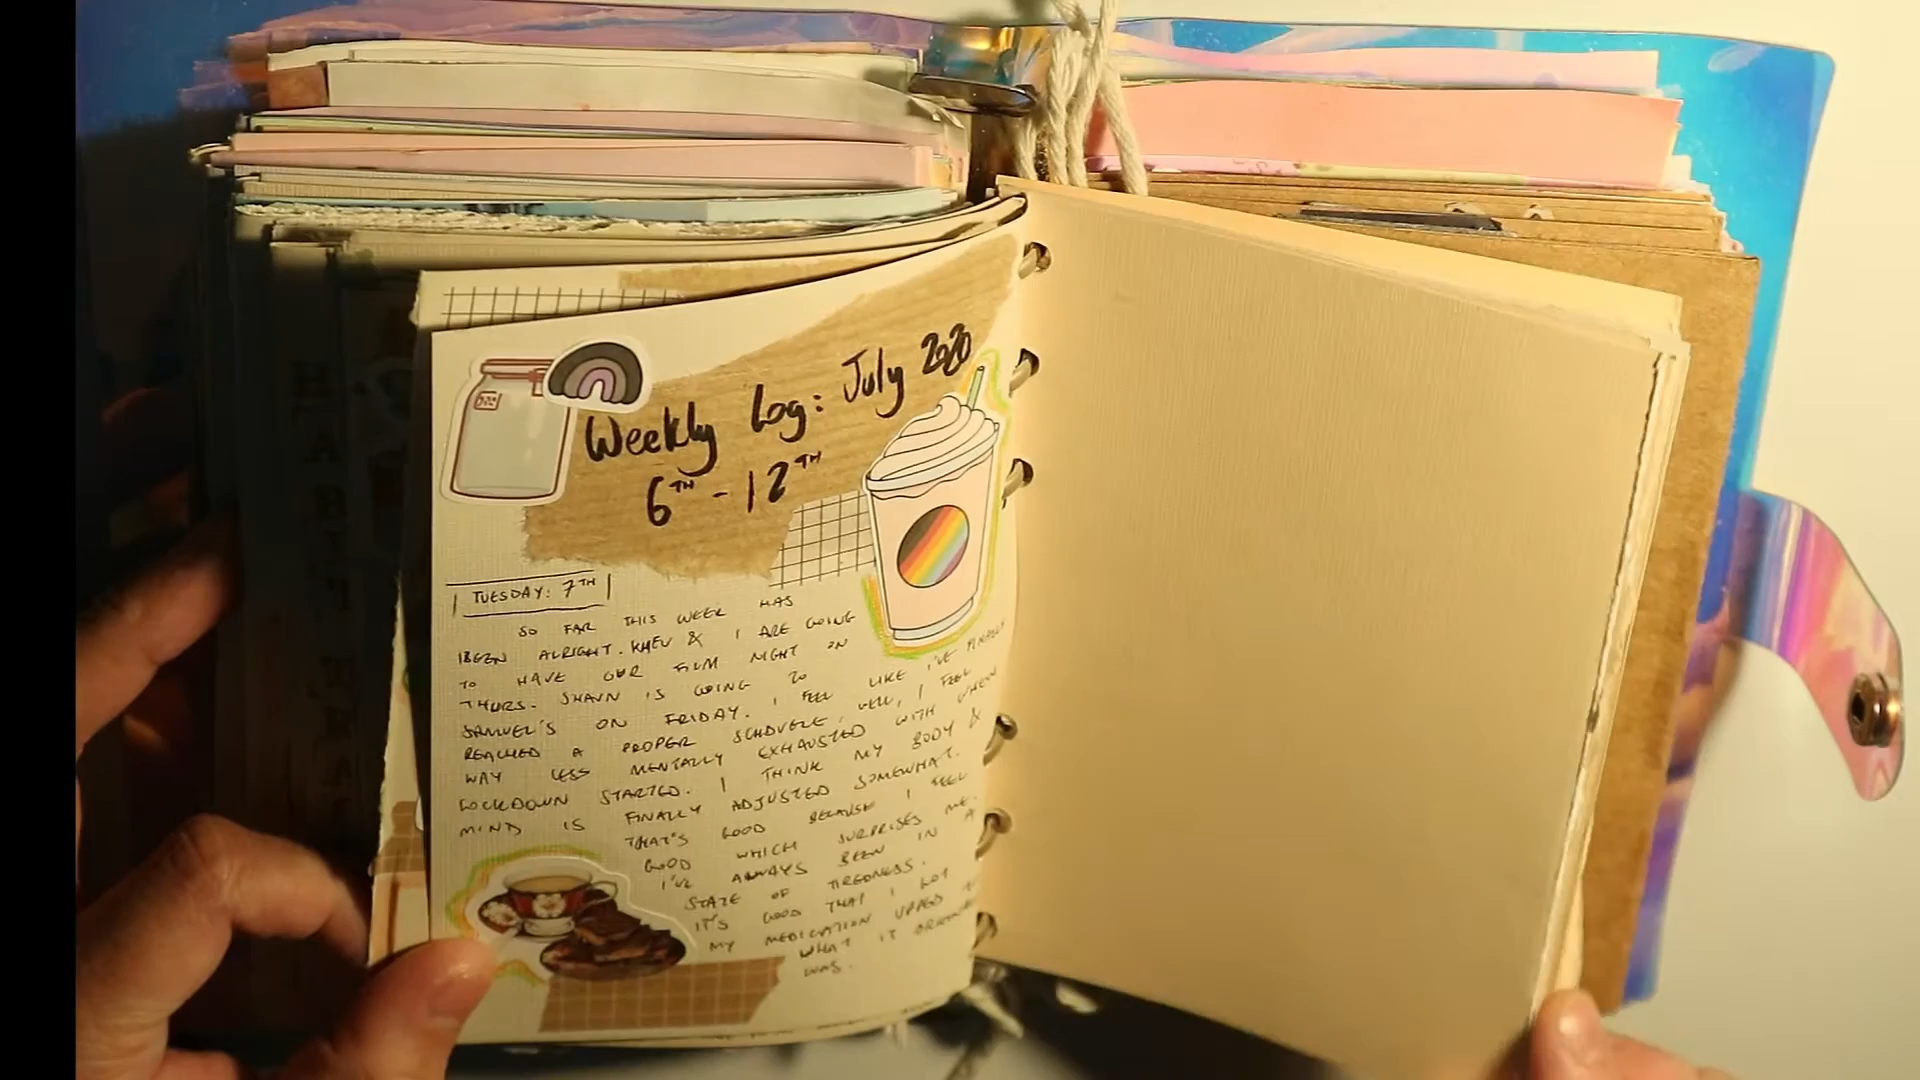 Weekly Log: July 2020
6TH - 12TH
TUESDAY: 7TH
SO FAR THIS WEEK HAS
BEEN ALRIGHT. KHEV & I ARE GOING
TO HAVE OUR FILM NIGHT ON
THURS. SHAUN IS GOING TO
SAMUEL'S ON FRIDAY. I FEEL LIKE I'VE FINALLY
REACHED A PROPER SCHDUELE, WELL, I FEEL
WAY LESS MENTALLY EXHAUSTED WITH WHEN
LOCKDOWN STARTED. I THINK MY BODY &
MIND IS FINALLY ADJUSTED SOMEWHAT.
THAT'S GOOD BECAUSE I FEEL
GOOD WHICH SURPRISES ME.
I'VE ALWAYS BEEN IN A
STATE OF TIREDNESS.
IT'S GOOD THAT I GOT
MY MEDICATION UPPED
WHAT IT
WAS.